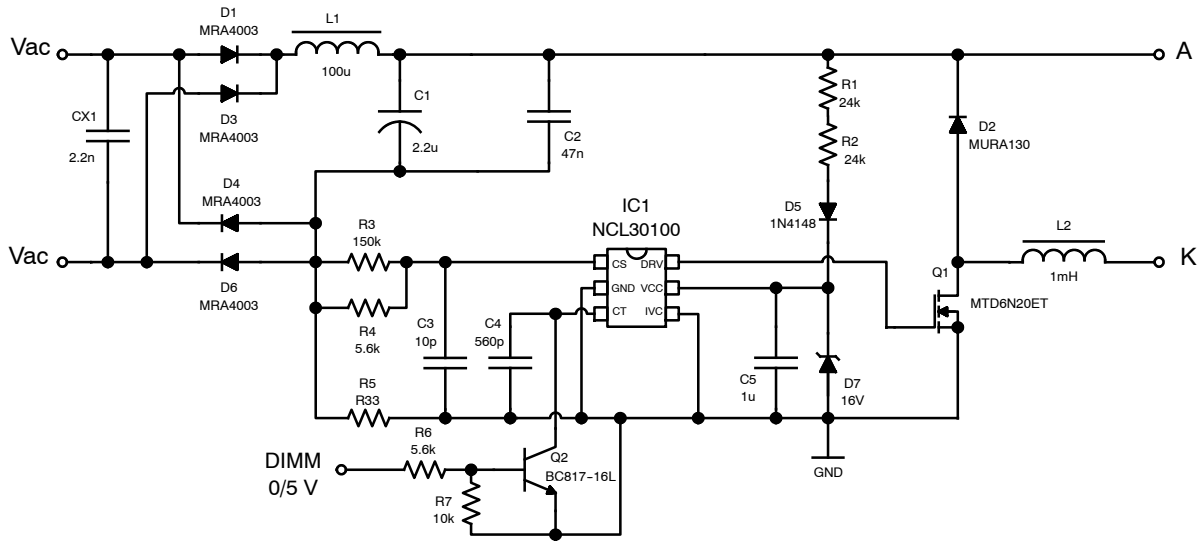 D1
MRA4003
L1
100u
Vac
A
D3
MRA4003
CX1
2.2n
C1
2.2u
C2
47n
R1
24k
R2
24k
D2
MURA130
D4
MRA4003
D5
1N4148
IC1
NCL30100
CS DRV
GND VCC
CT IVC
R3
150k
L2
1mH
Vac
K
D6
MRA4003
R4
5.6k
C3
10p
C4
560p
Q1
MTD6N20ET
C5
1u
D7
16V
R5
R33
GND
R6
5.6k
DIMM
0/5 V
Q2
BC817-16L
R7
10k